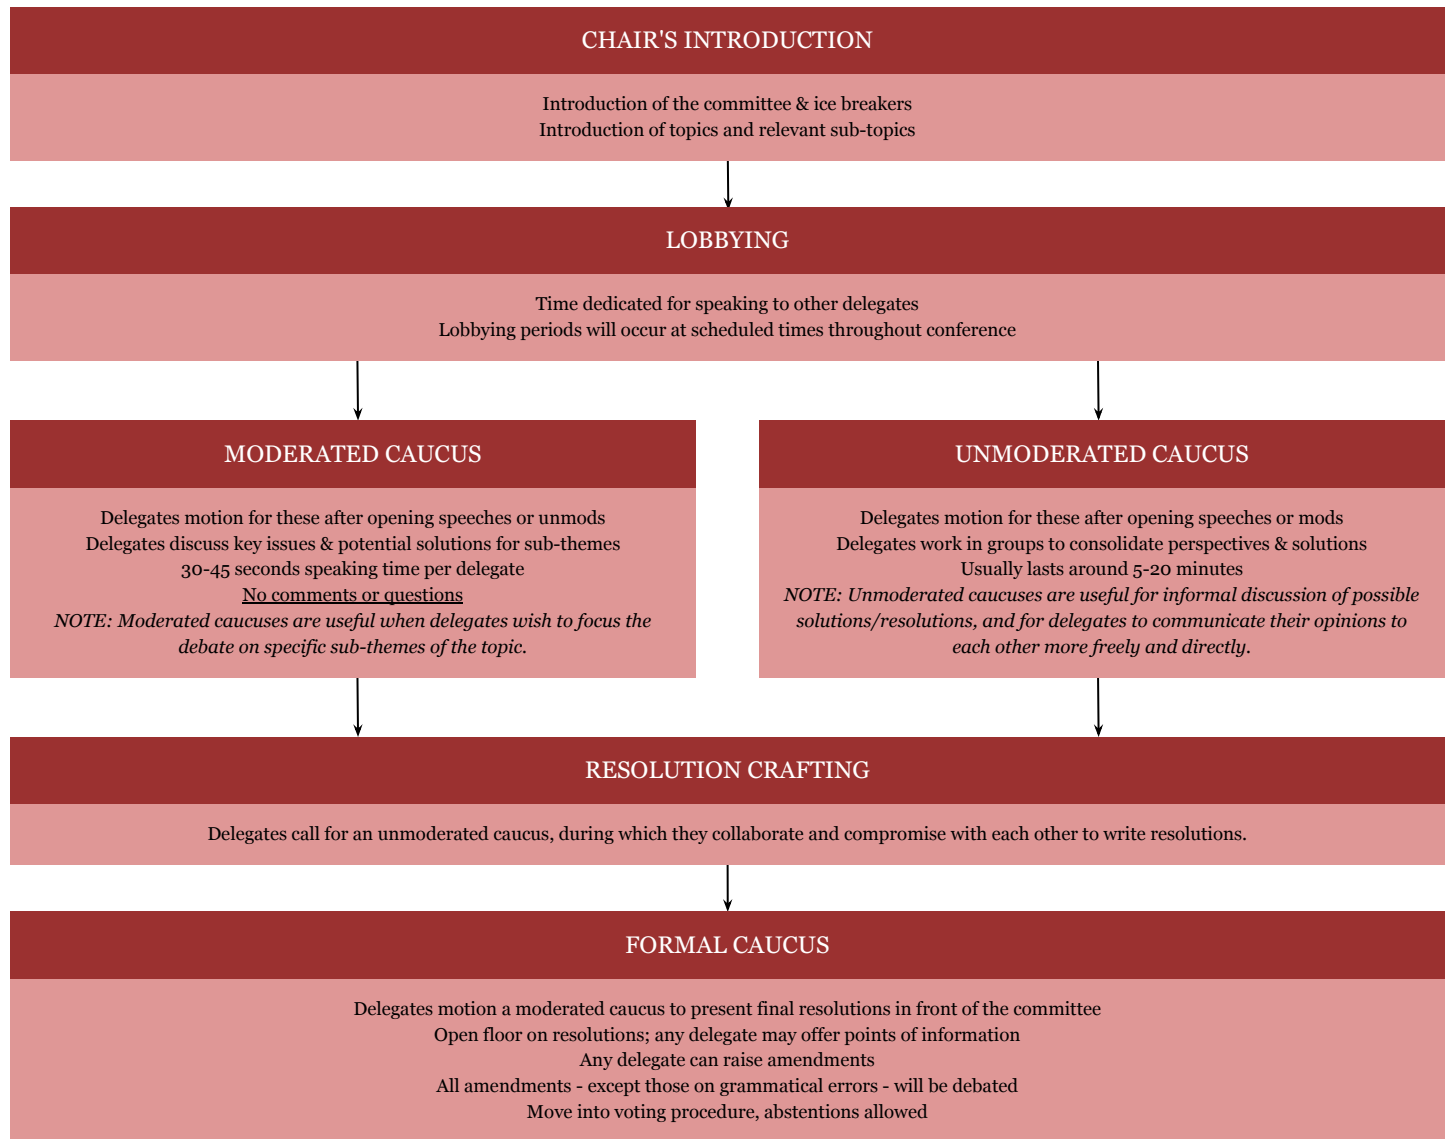 CHAIR'S INTRODUCTION
Introduction of the committee & ice breakers
Introduction of topics and relevant sub-topics
LOBBYING
Time dedicated for speaking to other delegates
Lobbying periods will occur at scheduled times throughout conference
MODERATED CAUCUS
Delegates motion for these after opening speeches or unmods
Delegates discuss key issues & potential solutions for sub-themes
30-45 seconds speaking time per delegate
No comments or questions
NOTE: Moderated caucuses are useful when delegates wish to focus the
debate on specific sub-themes of the topic.
UNMODERATED CAUCUS
Delegates motion for these after opening speeches or mods
Delegates work in groups to consolidate perspectives & solutions
Usually lasts around 5-20 minutes
NOTE: Unmoderated caucuses are useful for informal discussion of possible
solutions/resolutions, and for delegates to communicate their opinions to
each other more freely and directly.
RESOLUTION CRAFTING
Delegates call for an unmoderated caucus, during which they collaborate and compromise with each other to write resolutions.
FORMAL CAUCUS
Delegates motion a moderated caucus to present final resolutions in front of the committee
Open floor on resolutions; any delegate may offer points of information
Any delegate can raise amendments
All amendments - except those on grammatical errors - will be debated
Move into voting procedure, abstentions allowed